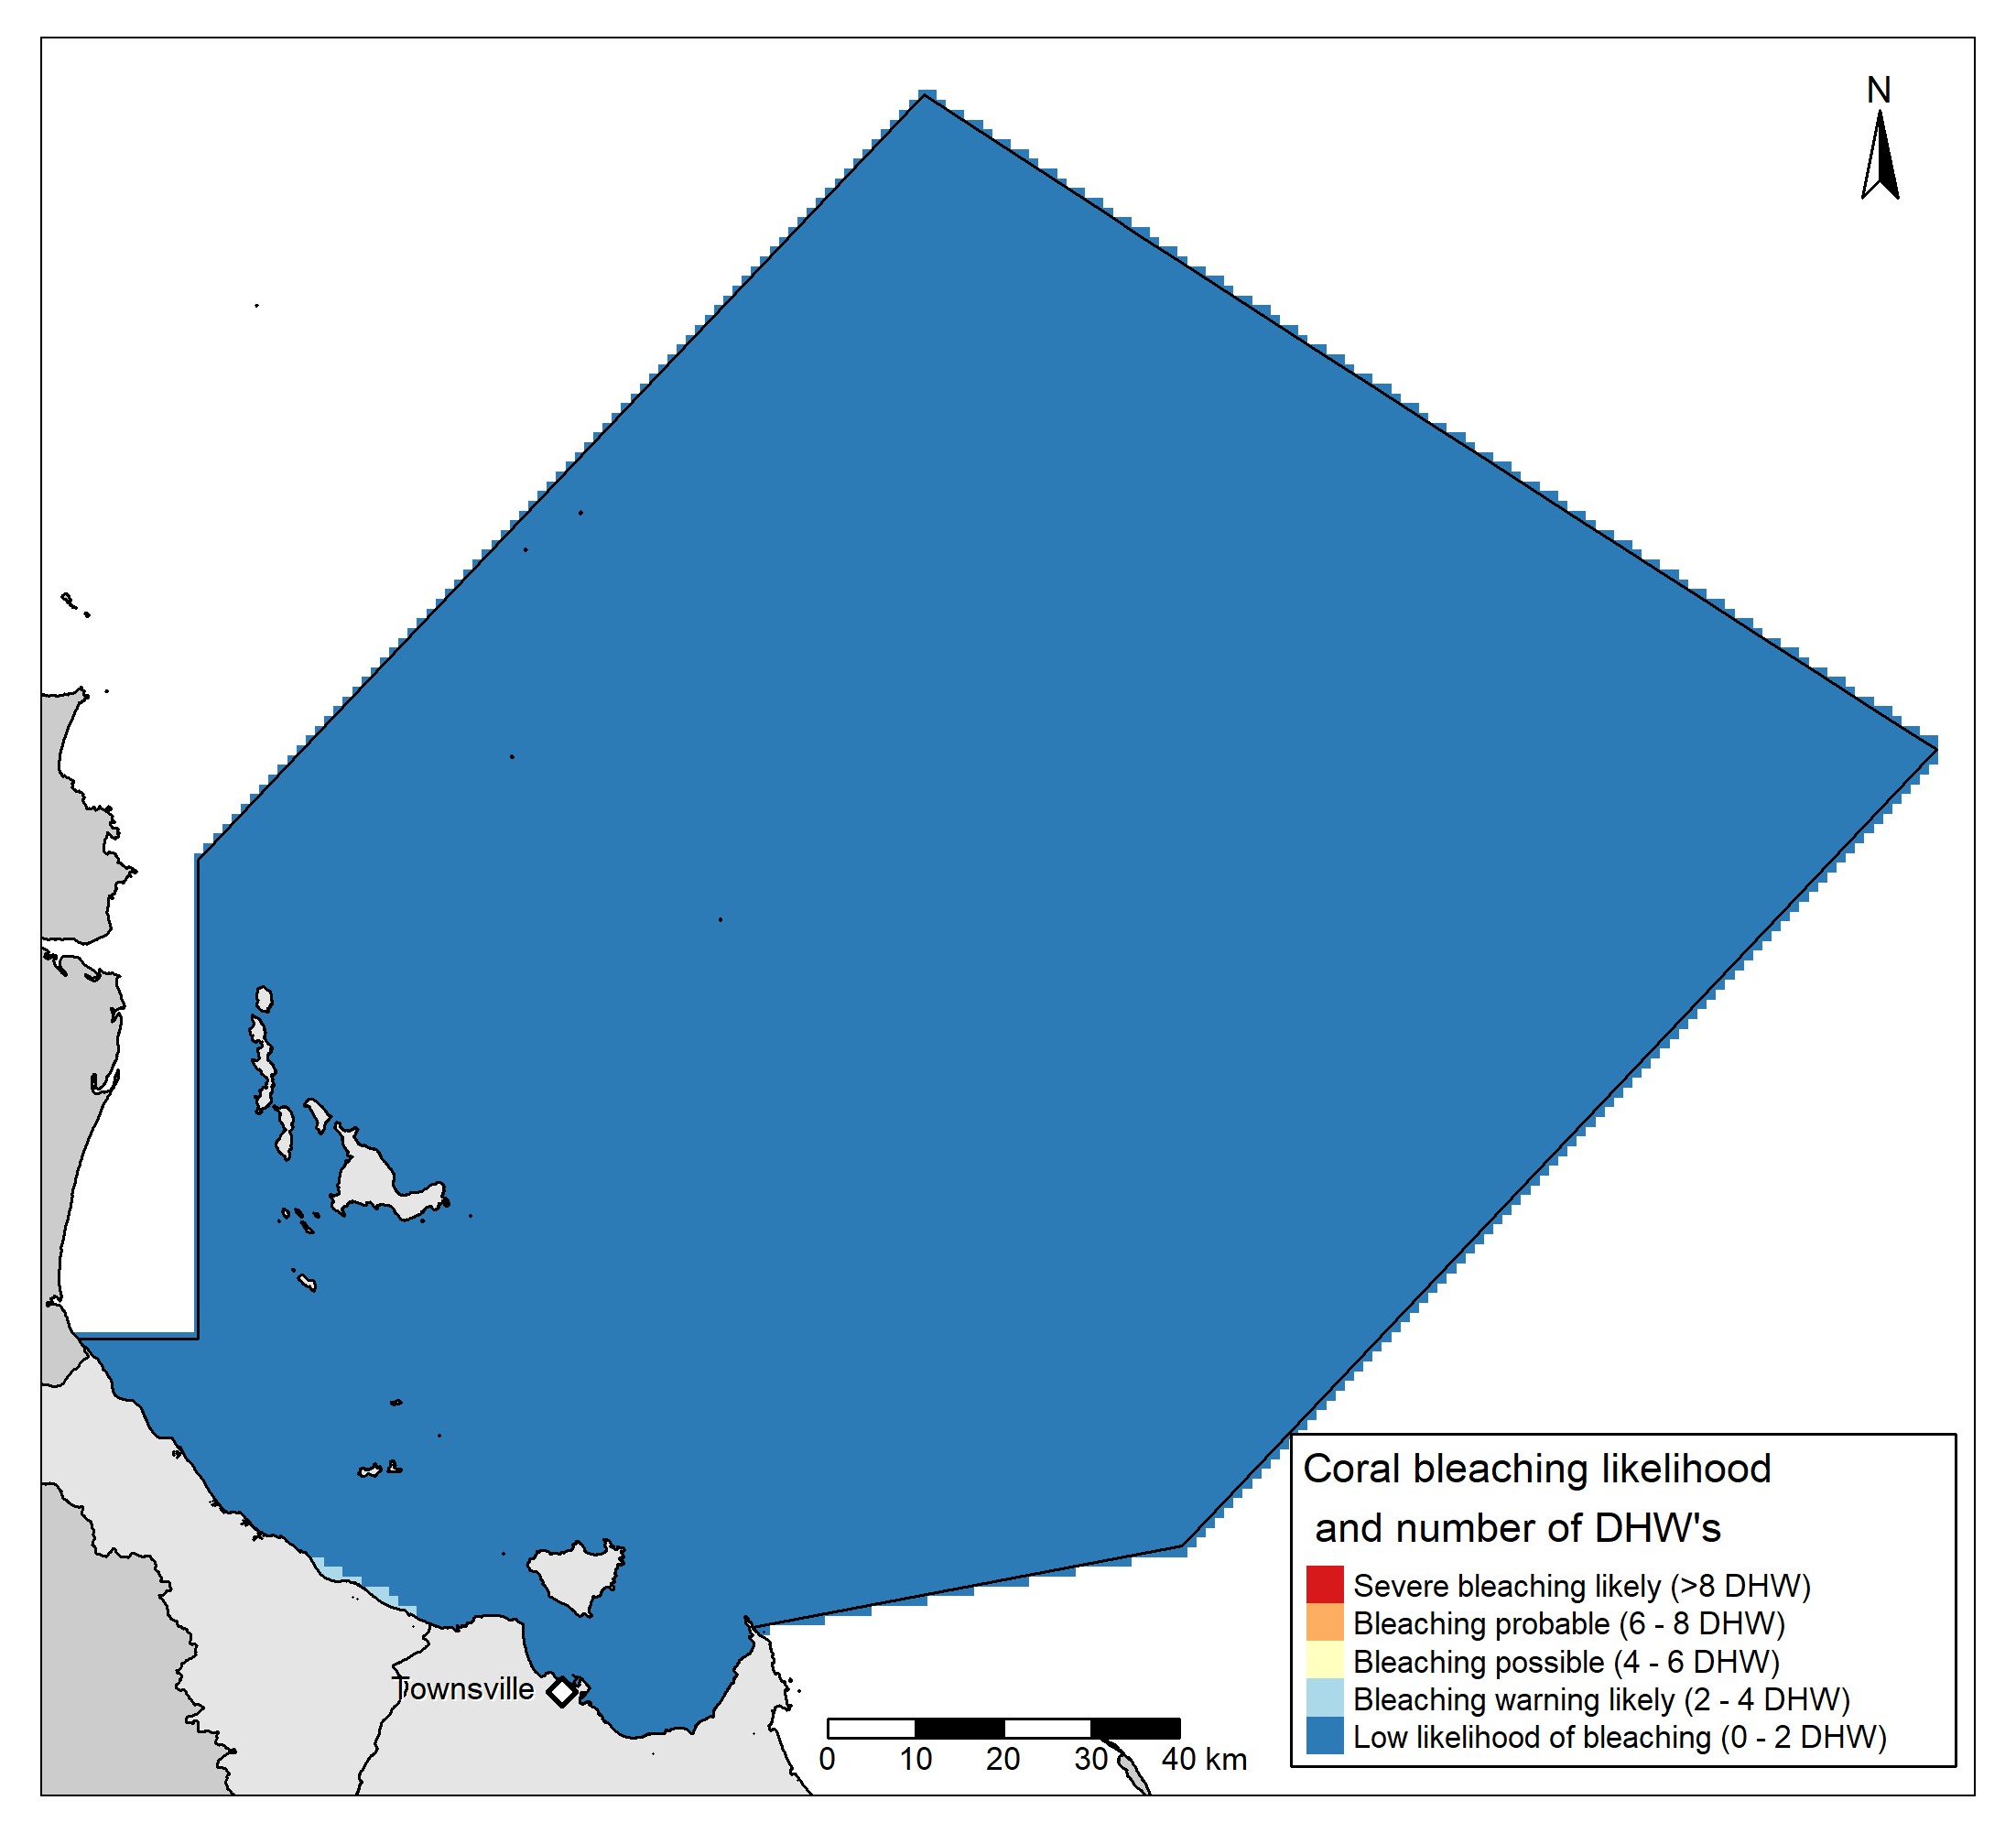 N
Townsville
0 10 20 30 40 km
Coral bleaching likelihood
and number of DHW's
Severe bleaching likely (>8 DHW)
Bleaching probable (6 - 8 DHW)
Bleaching possible (4 - 6 DHW)
Bleaching warning likely (2 - 4 DHW)
Low likelihood of bleaching (0 - 2 DHW)